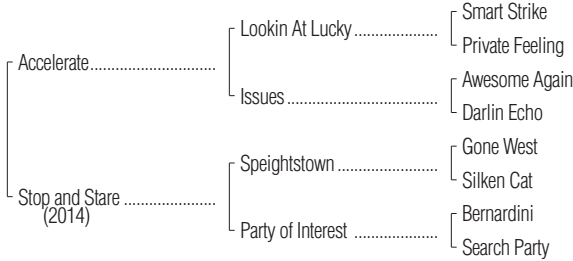 Smart Strike
Lookin At Lucky ....................
Private Feeling
Accelerate..............................
Awesome Again
Issues....................................
Darlin Echo
Gone West
Speightstown ........................
Silken Cat
Stop and Stare ......................
(2014)
Bernardini
Party of Interest ....................
Search Party